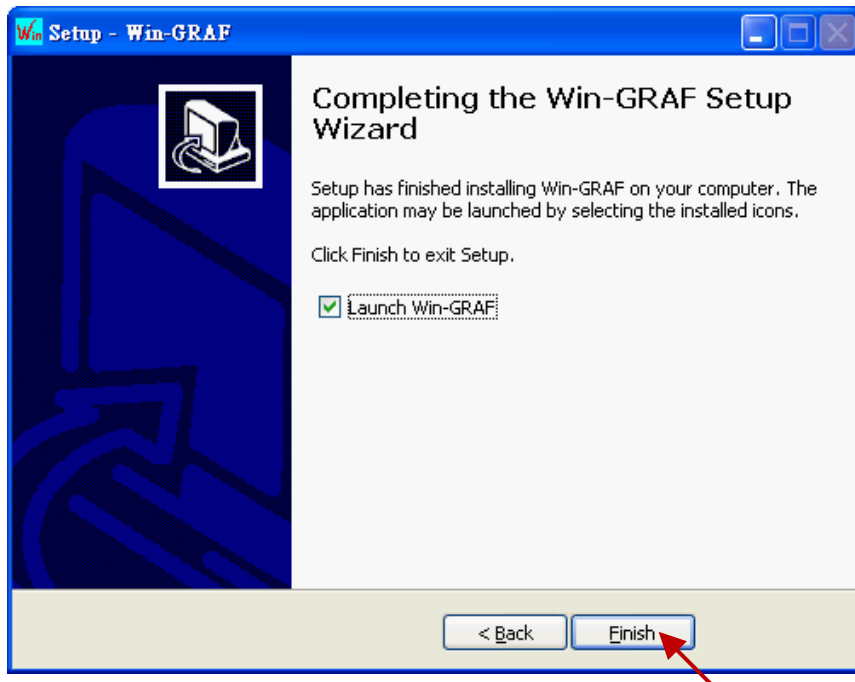 Win Setup - Win-GRAF
Completing the Win-GRAF Setup
Wizard
Setup has finished installing Win-GRAF on your computer. The
application may be launched by selecting the installed icons.
Click Finish to exit Setup.
Launch Win-GRAF
< Back
Finish